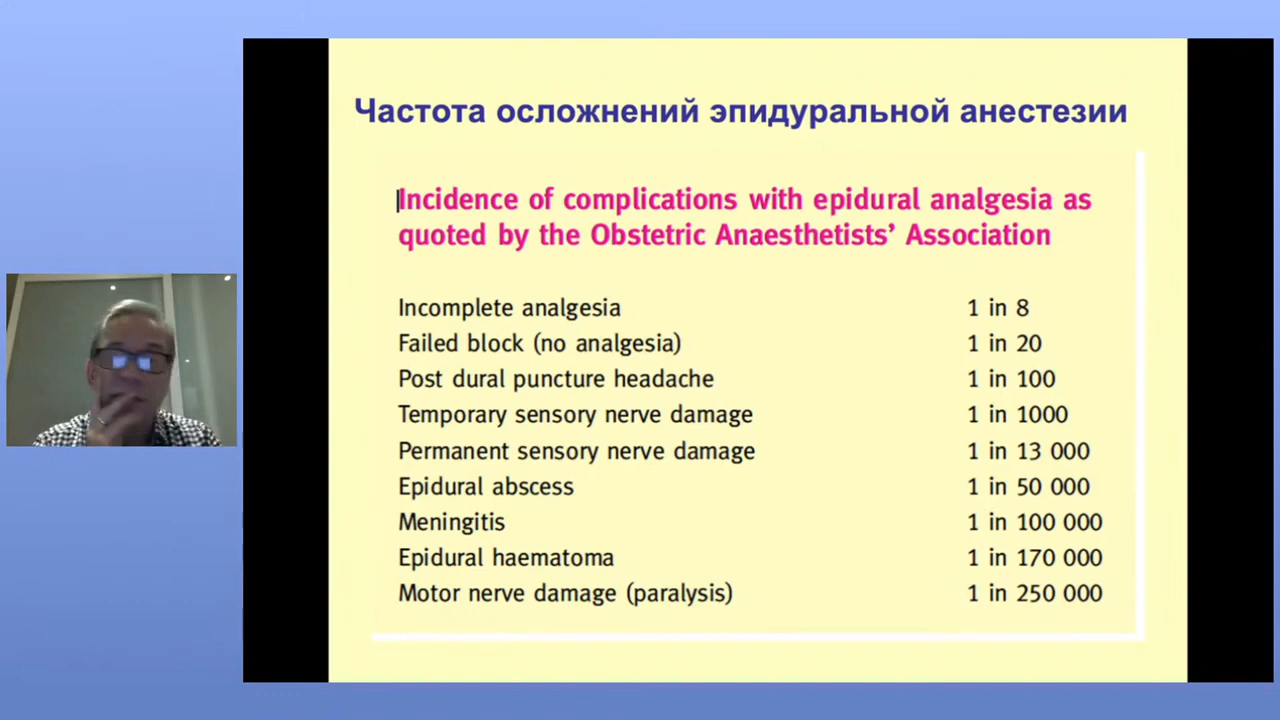 Частота осложнений эпидуральной анестезии
Incidence of complications with epidural analgesia as
quoted by the Obstetric Anaesthetists’ Association
Incomplete analgesia 1 in 8
Failed block (no analgesia) 1 in 20
Post dural puncture headache 1 in 100
Temporary sensory nerve damage 1 in 1000
Permanent sensory nerve damage 1 in 13 000
Epidural abscess 1 in 50 000
Meningitis 1 in 100 000
Epidural haematoma 1 in 170 000
Motor nerve damage (paralysis) 1 in 250 000